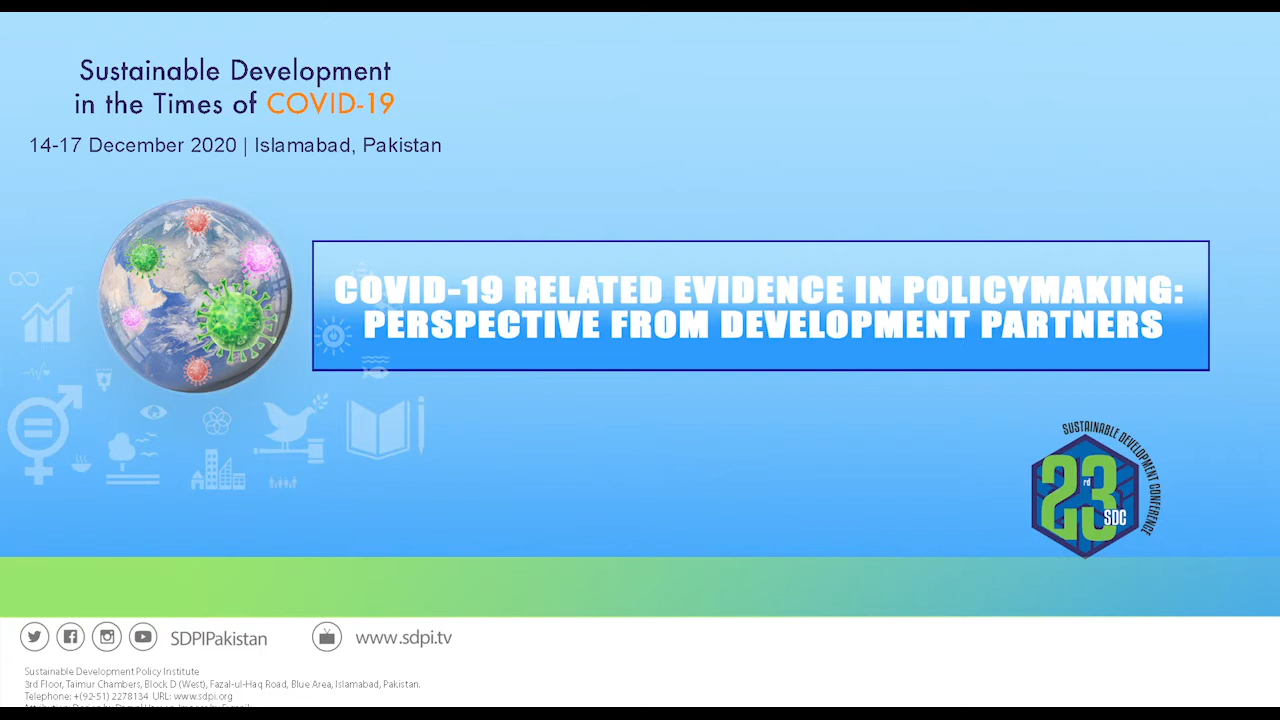 Sustainable Development
in the Times of COVID-19
14-17 December 2020 | Islamabad, Pakistan
COVID-19 RELATED EVIDENCE IN POLICYMAKING:
PERSPECTIVE FROM DEVELOPMENT PARTNERS
SUSTAINABLE DEVELOPMENT CONFERENCE
23rd
SDC
SDPIPakistan
www.sdpi.tv
Sustainable Development Policy Institute
3rd Floor, Taimur Chambers, Block D (West), Fazal-ul-Haq Road, Blue Area, Islamabad, Pakistan.
Telephone: +(92-51) 2278134 URL: www.sdpi.org